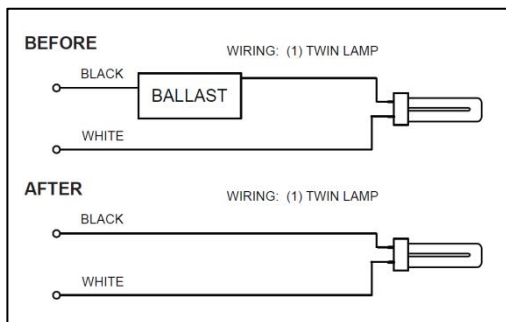 BEFORE
WIRING: (1) TWIN LAMP
BLACK
BALLAST
WHITE
AFTER
WIRING: (1) TWIN LAMP
BLACK
WHITE